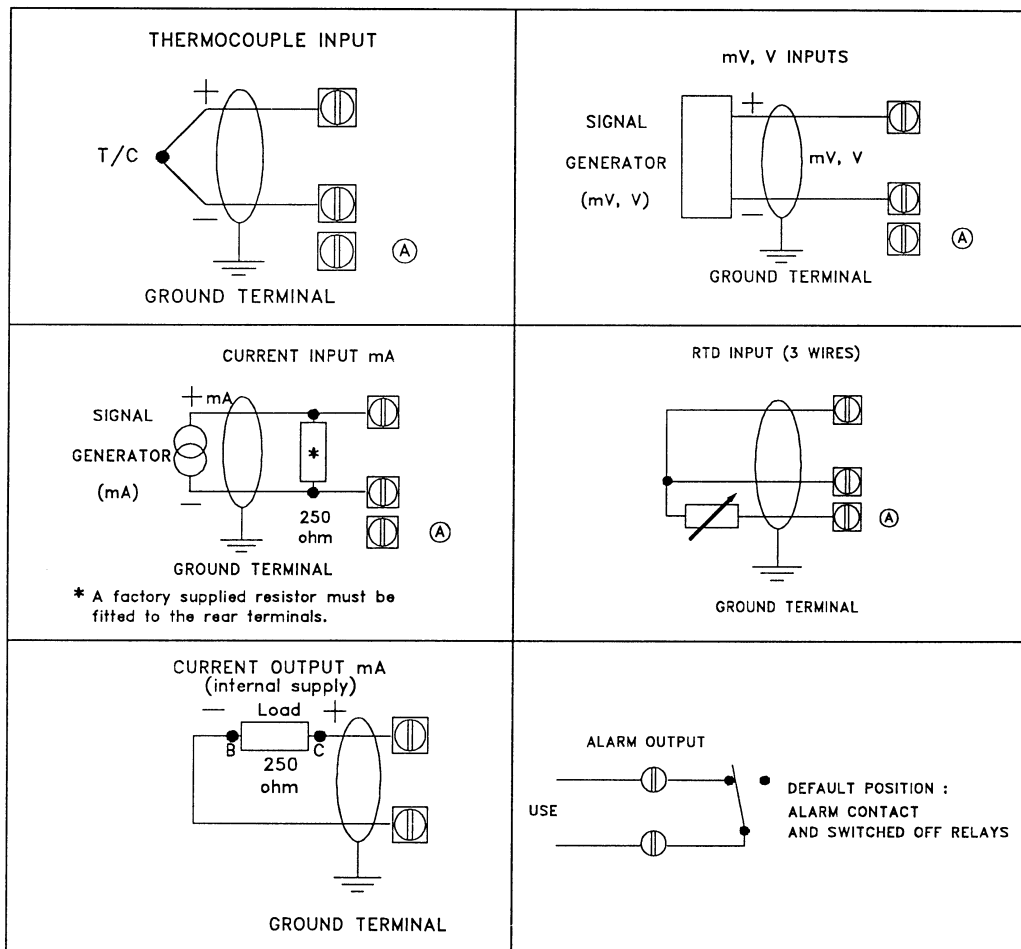 THERMOCOUPLE INPUT
+
T/C
−
A
GROUND TERMINAL
mV, V INPUTS
SIGNAL
GENERATOR
(mV, V)
+
mV, V
−
A
GROUND TERMINAL
CURRENT INPUT mA
+mA
SIGNAL
GENERATOR
(mA)
*
−
250
ohm
A
GROUND TERMINAL
* A factory supplied resistor must be
fitted to the rear terminals.
RTD INPUT (3 WIRES)
A
GROUND TERMINAL
CURRENT OUTPUT mA
(internal supply)
− Load +
B C
250
ohm
GROUND TERMINAL
ALARM OUTPUT
USE
DEFAULT POSITION :
ALARM CONTACT
AND SWITCHED OFF RELAYS